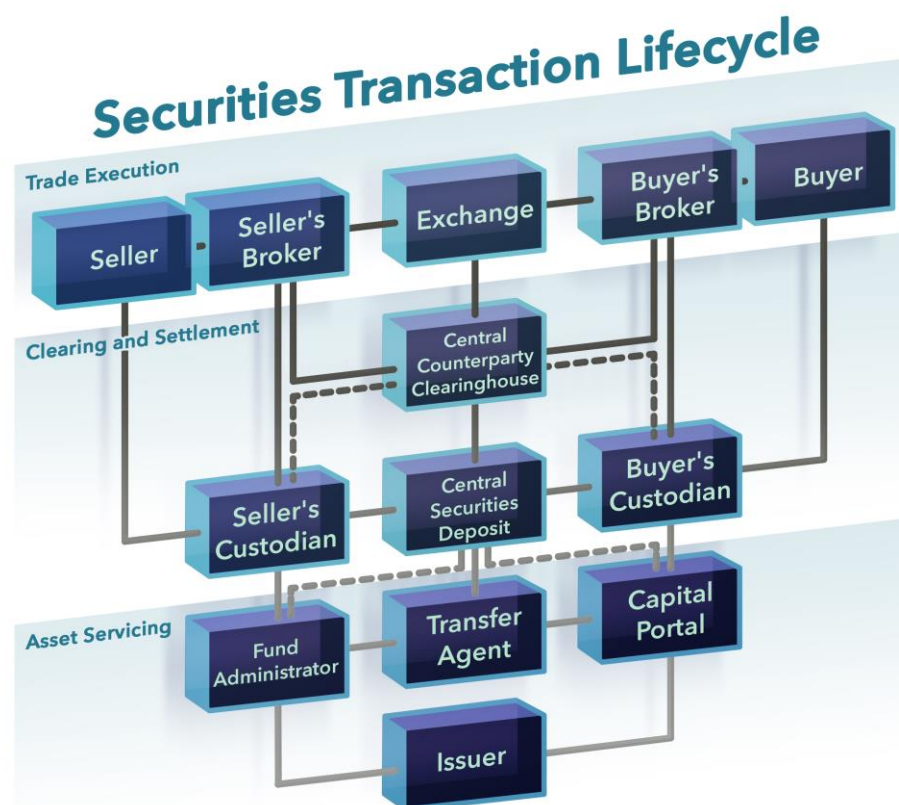 Securities Transaction Lifecycle
Trade Execution
Seller
Seller's
Broker
Exchange
Buyer's
Broker
Buyer
Clearing and Settlement
Central
Counterparty
Clearinghouse
Seller's
Custodian
Central
Securities
Deposit
Buyer's
Custodian
Asset Servicing
Fund
Administrator
Transfer
Agent
Capital
Portal
Issuer